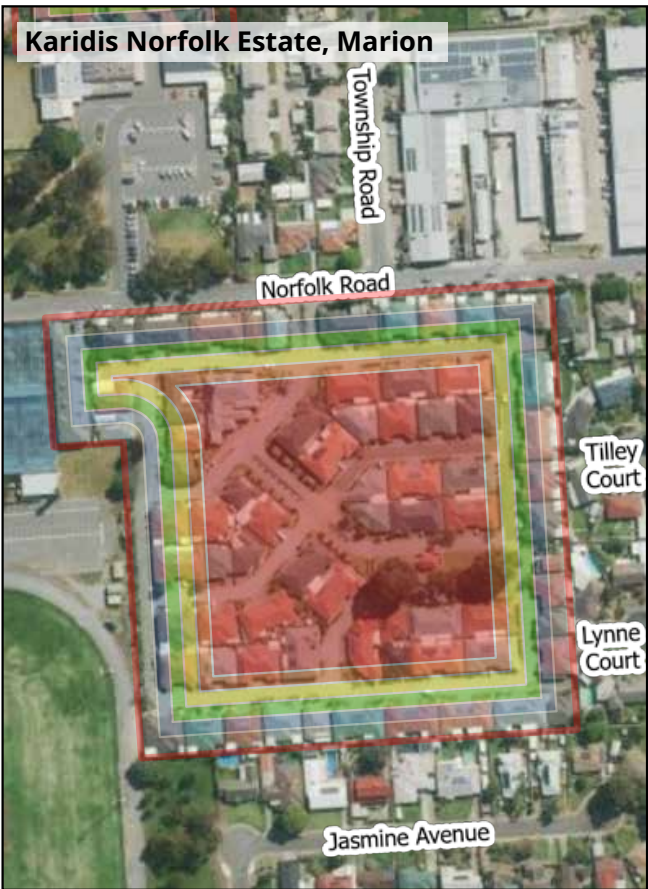 Karidis Norfolk Estate, Marion
Township Road
Norfolk Road
Tilley
Court
Lynne
Court
Jasmine Avenue